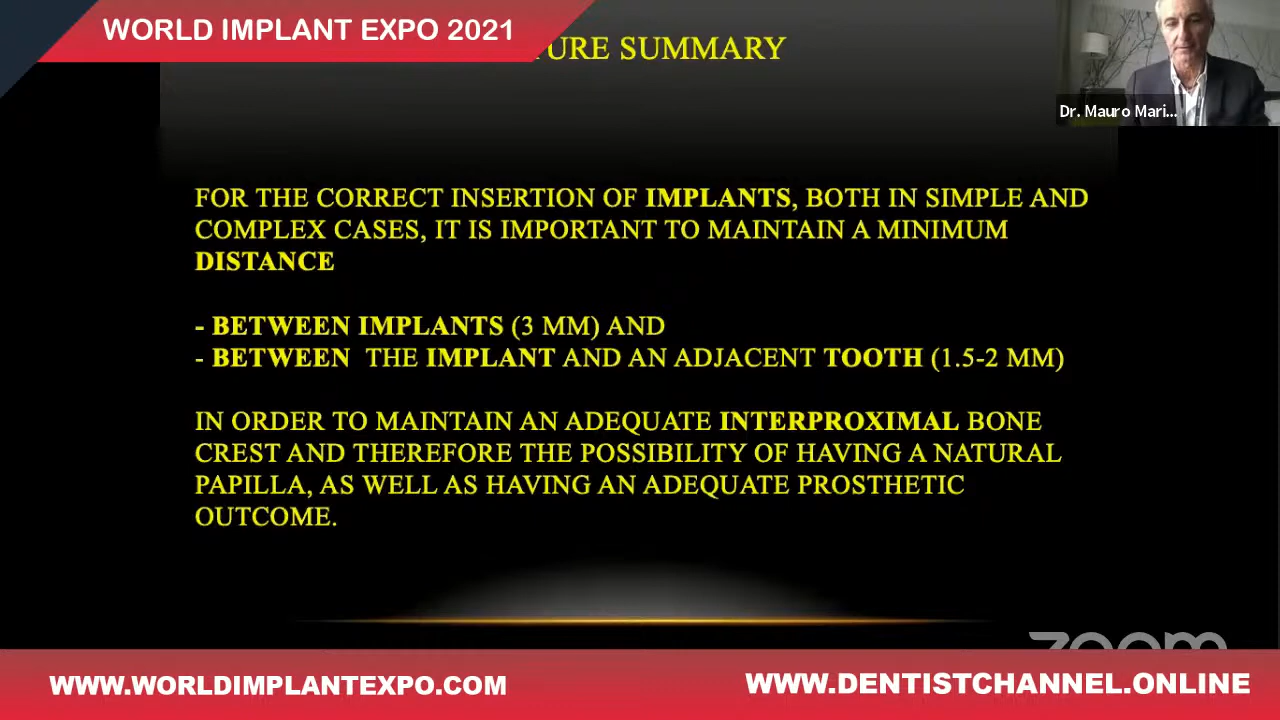 WORLD IMPLANT EXPO 2021
SUMMARY
Dr. Mauro Mari...
FOR THE CORRECT INSERTION OF IMPLANTS, BOTH IN SIMPLE AND
COMPLEX CASES, IT IS IMPORTANT TO MAINTAIN A MINIMUM
DISTANCE
- BETWEEN IMPLANTS (3 MM) AND
- BETWEEN THE IMPLANT AND AN ADJACENT TOOTH (1.5-2 MM)
IN ORDER TO MAINTAIN AN ADEQUATE INTERPROXIMAL BONE
CREST AND THEREFORE THE POSSIBILITY OF HAVING A NATURAL
PAPILLA, AS WELL AS HAVING AN ADEQUATE PROSTHETIC
OUTCOME.
zoom
WWW.WORLDIMPLANTEXPO.COM
WWW.DENTISTCHANNEL.ONLINE